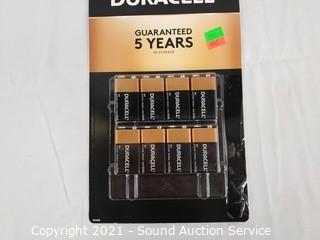 DURACELL
GUARANTEED
5 YEARS
IN STORAGE
DURACELL
DURACELL
DURACELL
DURACELL
DURACELL
DURACELL
DURACELL
DURACELL
Copyright 2021 - Sound Auction Service